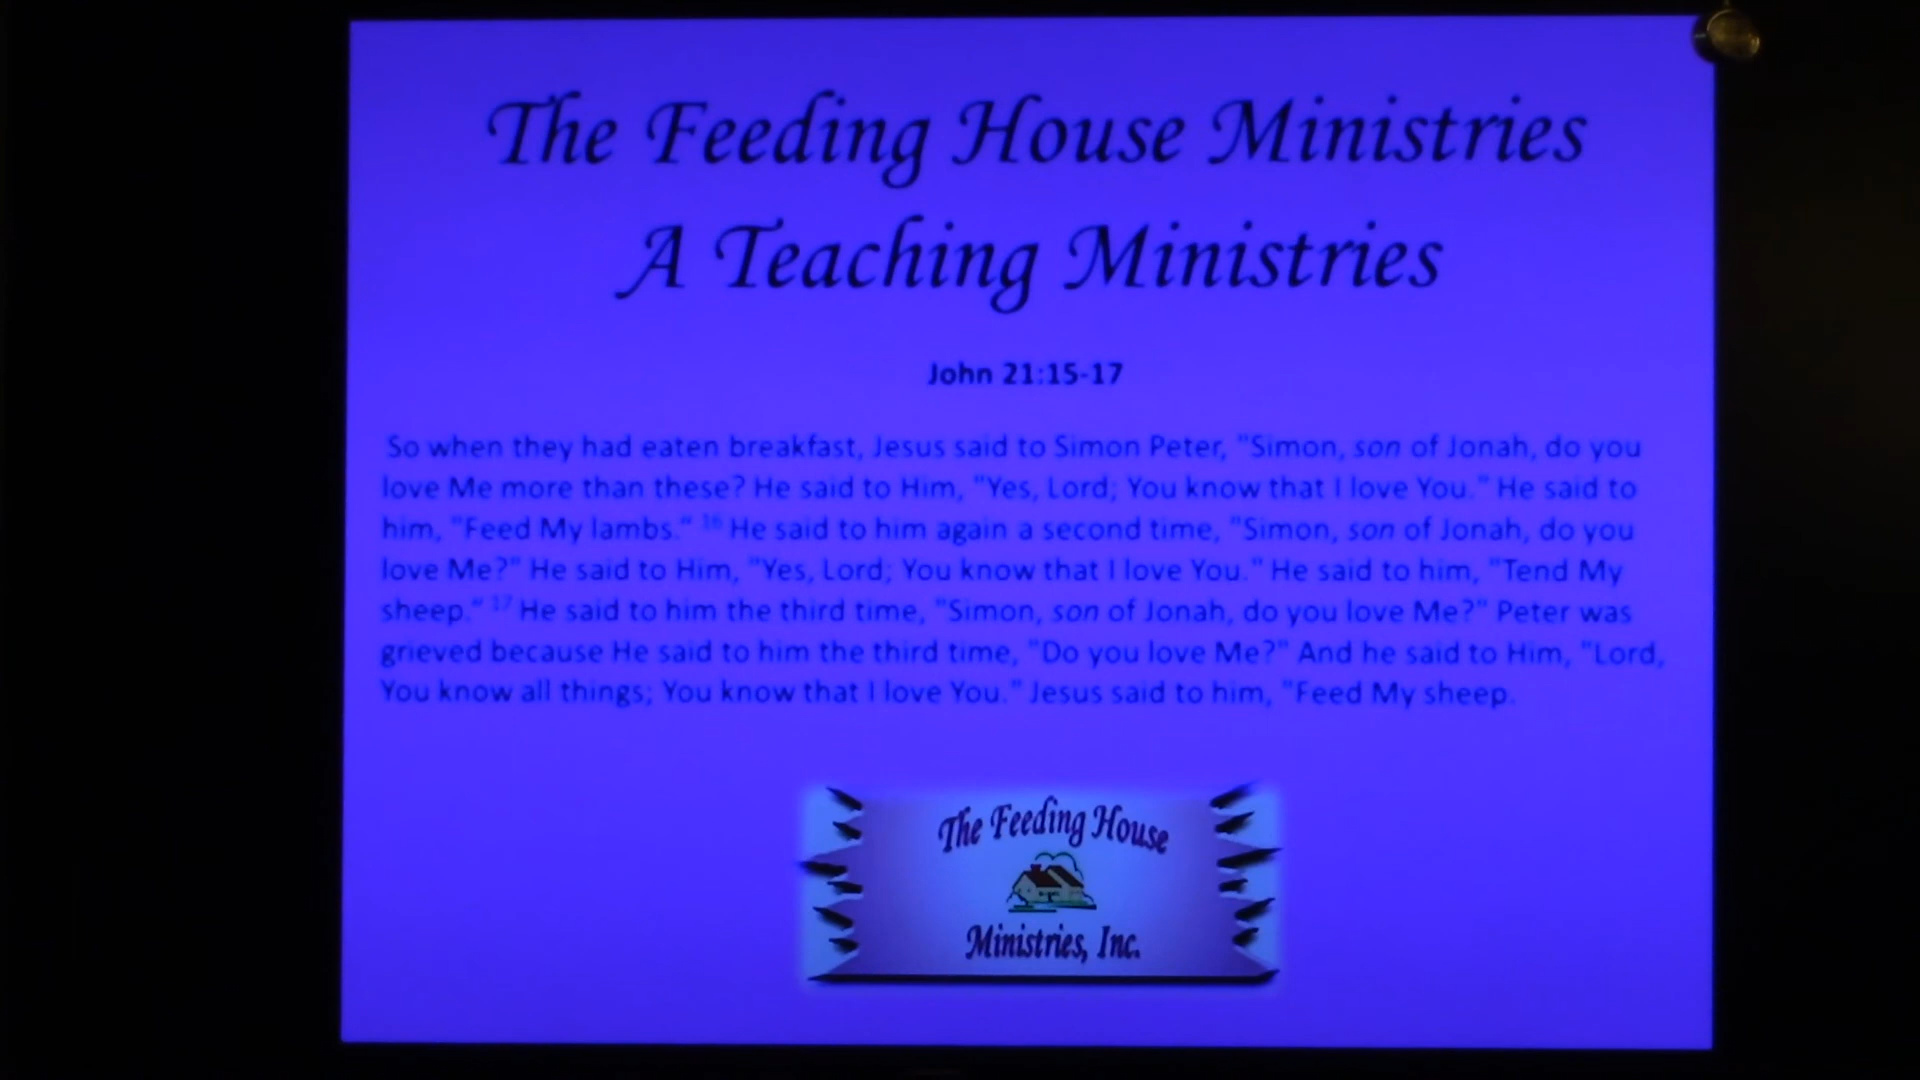 The Feeding House Ministries
A Teaching Ministries
John 21:15-17
So when they had eaten breakfast, Jesus said to Simon Peter, "Simon, son of Jonah, do you
love Me more than these? He said to Him, "Yes, Lord; You know that I love You." He said to
him, "Feed My lambs." 16 He said to him again a second time, "Simon, son of Jonah, do you
love Me?" He said to Him, "Yes, Lord; You know that I love You." He said to him, "Tend My
sheep." 17 He said to him the third time, "Simon, son of Jonah, do you love Me?" Peter was
grieved because He said to him the third time, "Do you love Me?" And he said to Him, "Lord,
You know all things; You know that I love You." Jesus said to him, "Feed My sheep.
The Feeding House
Ministries, Inc.